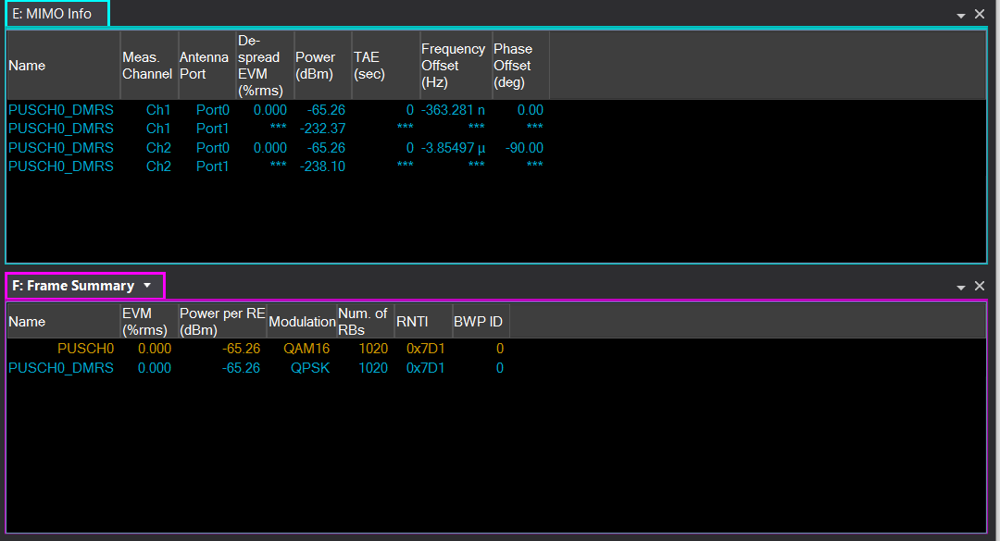 E: MIMO Info
Name Meas. Channel Antenna Port De-spread EVM (%rms) Power (dBm) TAE (sec) Frequency Offset (Hz) Phase Offset (deg)
PUSCH0_DMRS Ch1 Port0 0.000 -65.26 0 -363.281 n 0.00
PUSCH0_DMRS Ch1 Port1 *** -232.37 *** *** ***
PUSCH0_DMRS Ch2 Port0 0.000 -65.26 0 -3.85497 µ -90.00
PUSCH0_DMRS Ch2 Port1 *** -238.10 *** *** ***
F: Frame Summary
Name EVM (%rms) Power per RE (dBm) Modulation Num. of RBs RNTI BWP ID
PUSCH0 0.000 -65.26 QAM16 1020 0x7D1 0
PUSCH0_DMRS 0.000 -65.26 QPSK 1020 0x7D1 0